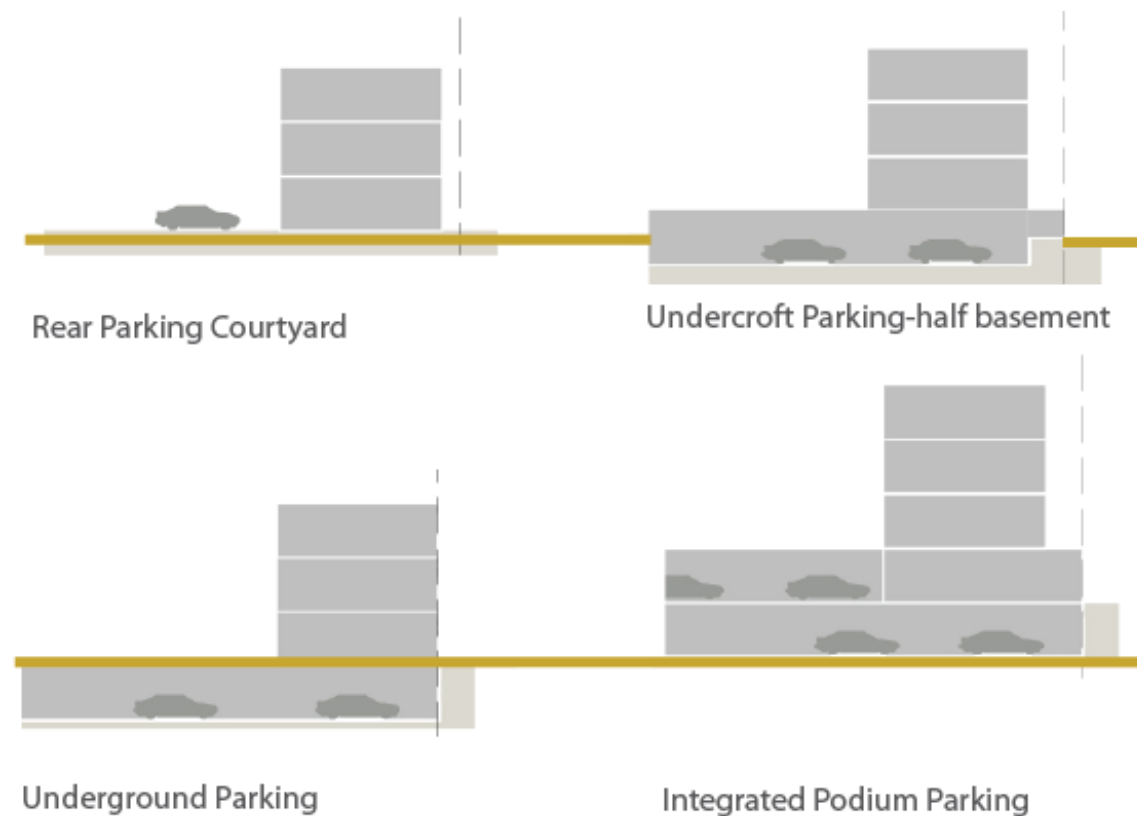 Rear Parking Courtyard
Undercroft Parking-half basement
Underground Parking
Integrated Podium Parking